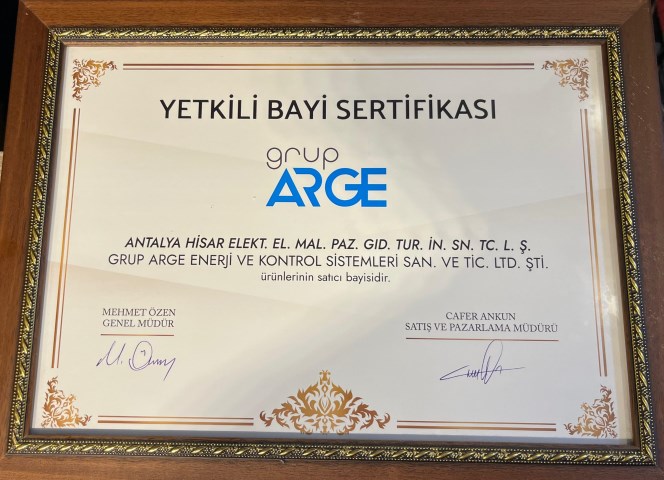 YETKİLİ BAYİ SERTİFİKASI
grup
ARGE
ANTALYA HİSAR ELEKT. EL. MAL. PAZ. GID. TUR. İN. SN. TC. L. Ş.
GRUP ARGE ENERJİ VE KONTROL SİSTEMLERİ SAN. VE TİC. LTD. ŞTİ.
ürünlerinin satıcı bayisidir.
MEHMET ÖZEN
GENEL MÜDÜR
CAFER ANKUN
SATIŞ VE PAZARLAMA MÜDÜRÜ